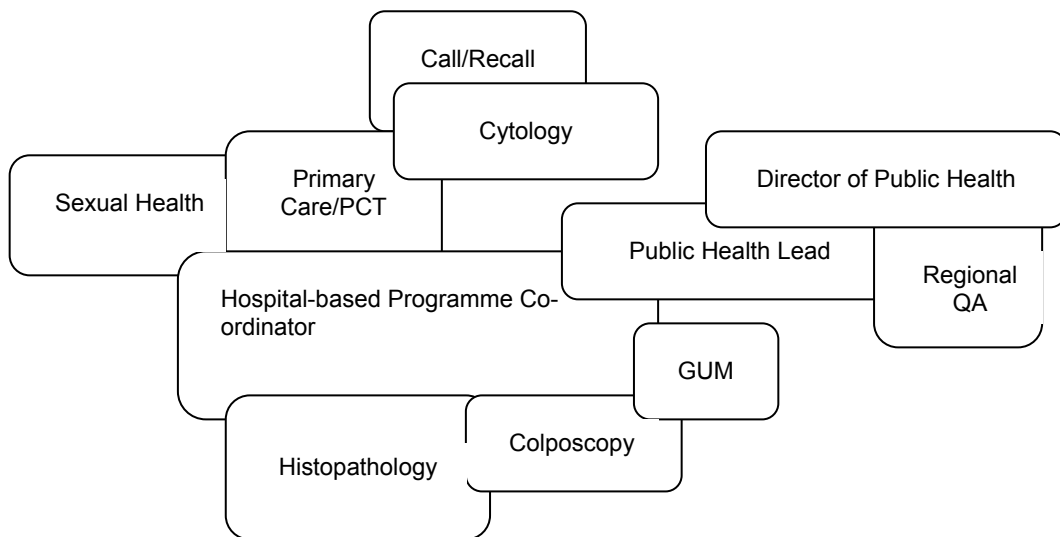 Call/Recall
Cytology
Sexual Health
Primary
Care/PCT
Director of Public Health
Public Health Lead
Regional
QA
Hospital-based Programme Co-
ordinator
GUM
Colposcopy
Histopathology